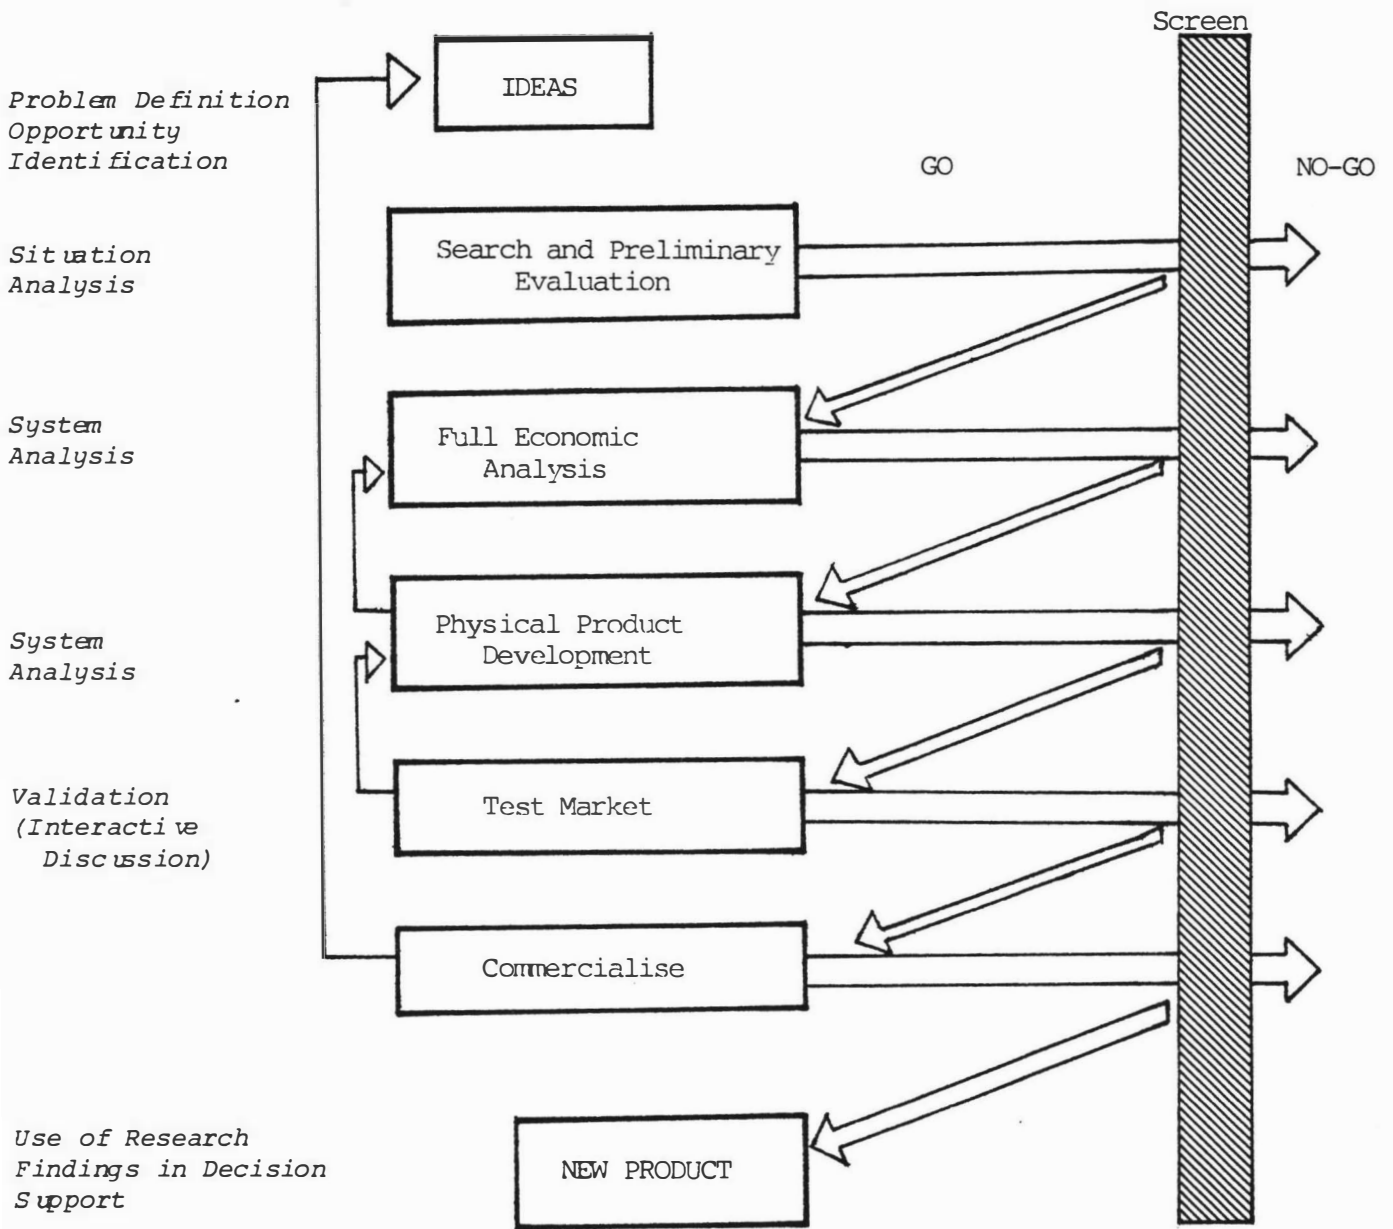 Screen
IDEAS
Problem Definition
Opportunity
Identification
GO
NO-GO
Situation
Analysis
Search and Preliminary
Evaluation
System
Analysis
Full Economic
Analysis
System
Analysis
Physical Product
Development
Validation
(Interactive
Discussion)
Test Market
Commercialise
Use of Research
Findings in Decision
Support
NEW PRODUCT